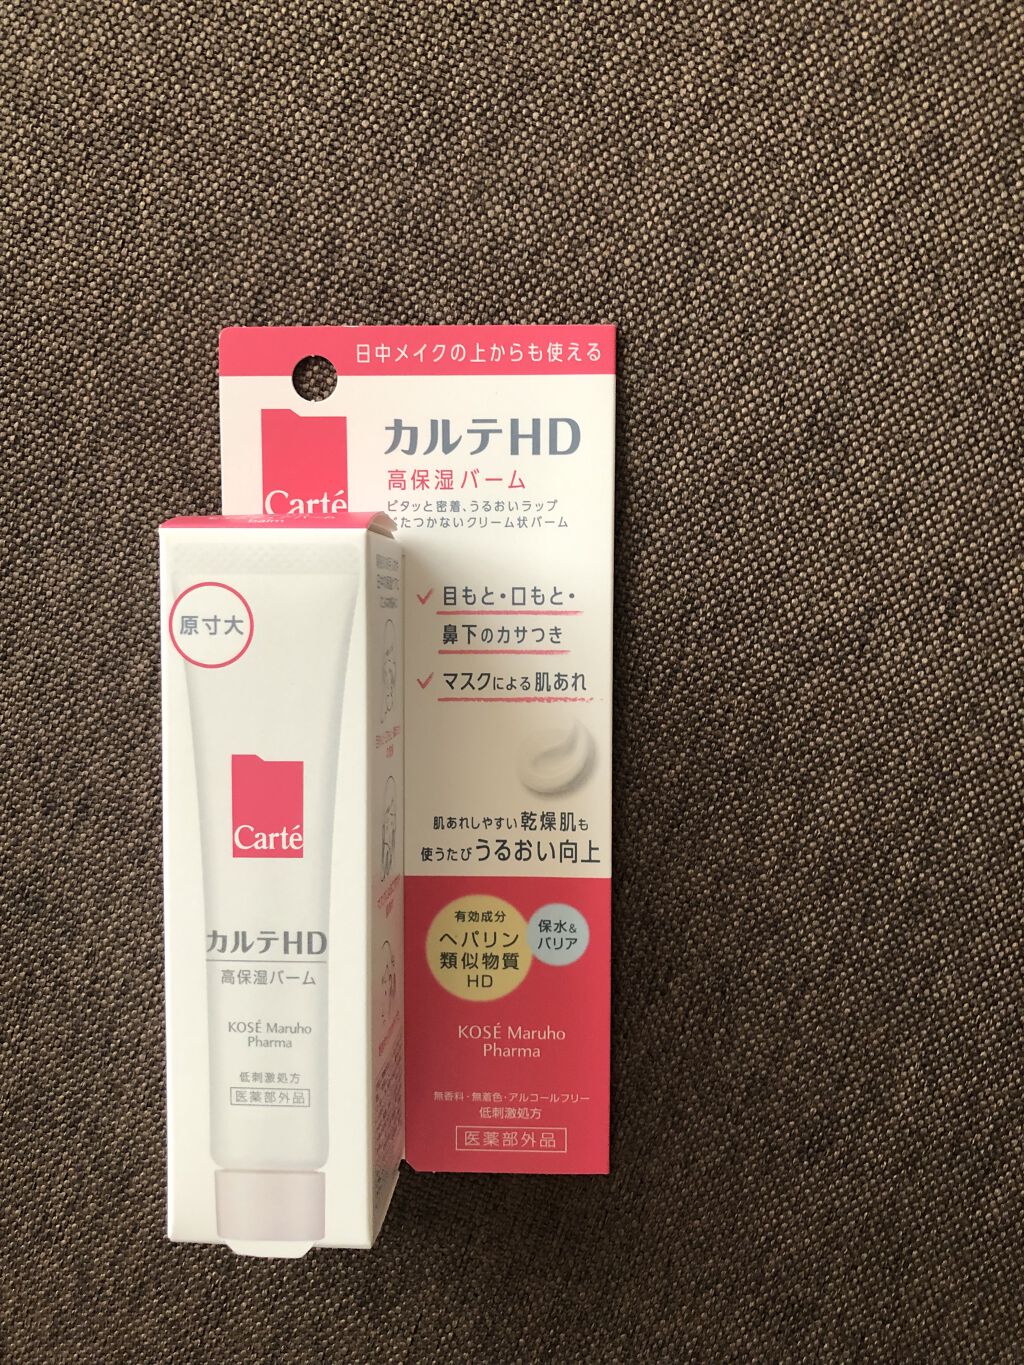 日中メイクの上からも使える
Carté
カルテHD
高保湿バーム
ピタッと密着、うるおいラップ
べたつかないクリーム状バーム
目もと・口もと・
鼻下のカサつき
マスクによる肌あれ
肌あれしやすい乾燥肌も
使うたびうるおい向上
有効成分
ヘパリン
類似物質
HD
保水&
バリア
KOSÉ Maruho
Pharma
無香料・無着色・アルコールフリー
低刺激処方
医薬部外品
balm
原寸大
Carté
カルテHD
高保湿バーム
KOSÉ Maruho
Pharma
低刺激処方
医薬部外品